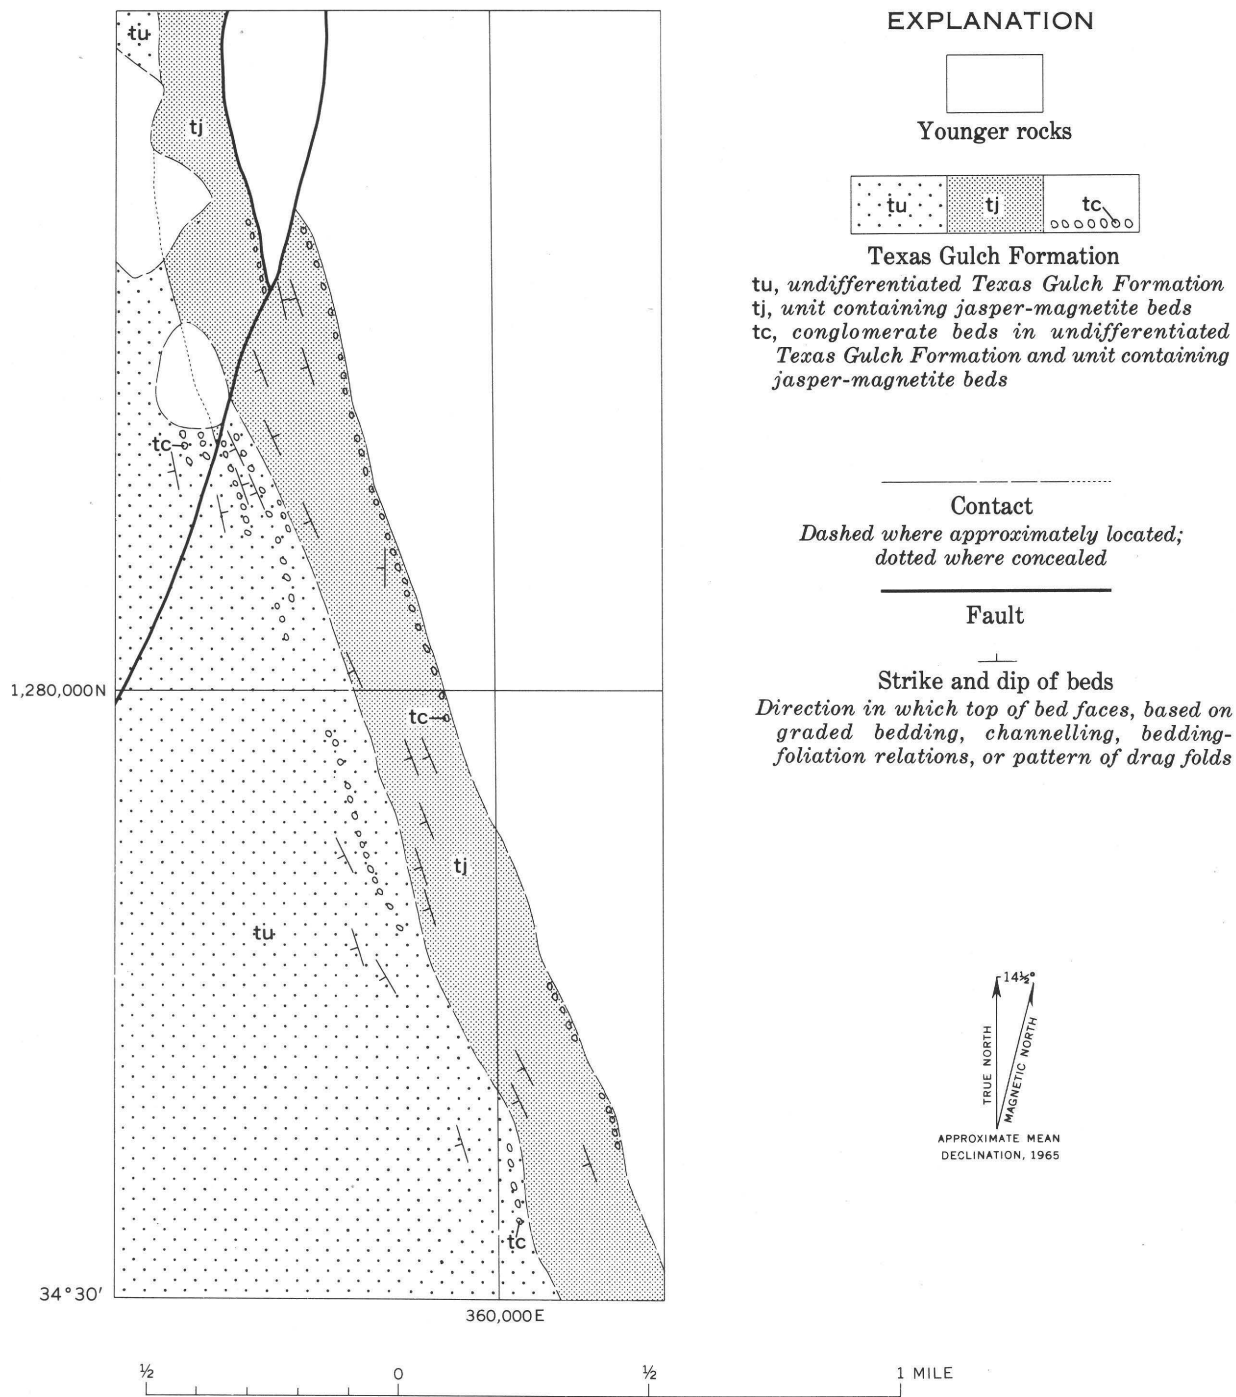 EXPLANATION
Younger rocks
tu
tj
tc
Texas Gulch Formation
tu, undifferentiated Texas Gulch Formation
tj, unit containing jasper-magnetite beds
tc, conglomerate beds in undifferentiated
Texas Gulch Formation and unit containing
jasper-magnetite beds
Contact
Dashed where approximately located;
dotted where concealed
Fault
Strike and dip of beds
Direction in which top of bed faces, based on
graded bedding, channelling, bedding-
foliation relations, or pattern of drag folds
14½°
TRUE NORTH
MAGNETIC NORTH
APPROXIMATE MEAN
DECLINATION, 1965
tu
tj
tc
1,280,000N
tc
tj
tu
tc
34°30'
360,000E
½ 0 ½ 1 MILE